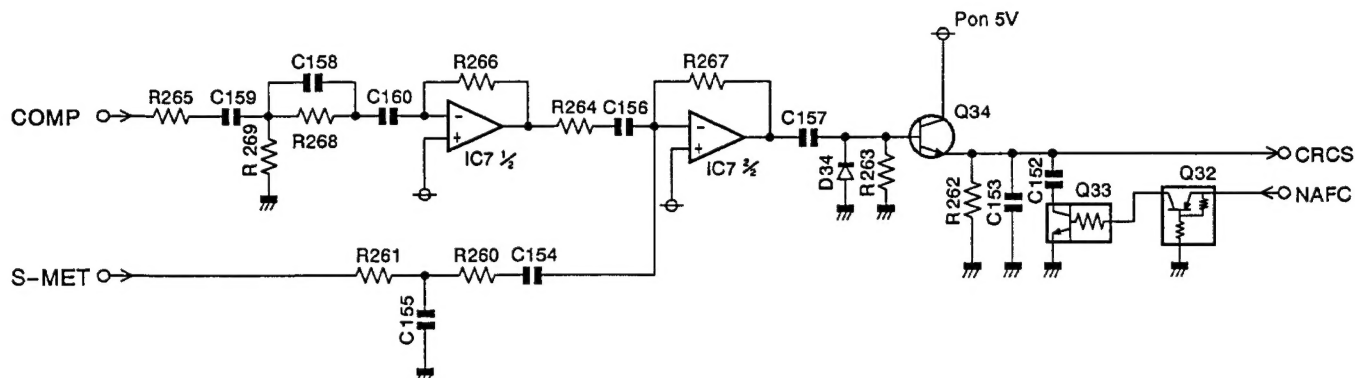 Pon 5V
C158
R266
R267
R265
C159
C160
R264
C156
C157
Q34
COMP
R268
R 269
IC7 ½
IC7 2/2
D34
R263
R262
C153
C152
Q33
Q32
CRCS
NAFC
S-MET
R261
R260
C154
C155